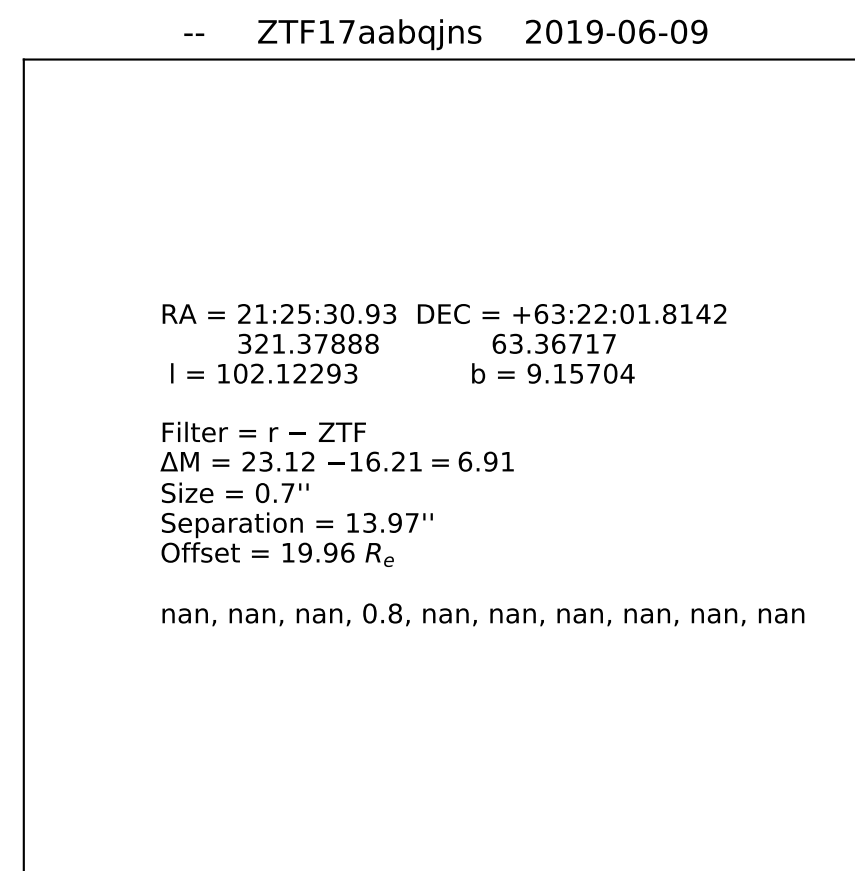 -- ZTF17aabqjns 2019-06-09
RA = 21:25:30.93 DEC = +63:22:01.8142
321.37888 63.36717
l = 102.12293 b = 9.15704
Filter = r − ZTF
ΔM = 23.12 −16.21 = 6.91
Size = 0.7''
Separation = 13.97''
Offset = 19.96 Rₑ
nan, nan, nan, 0.8, nan, nan, nan, nan, nan, nan